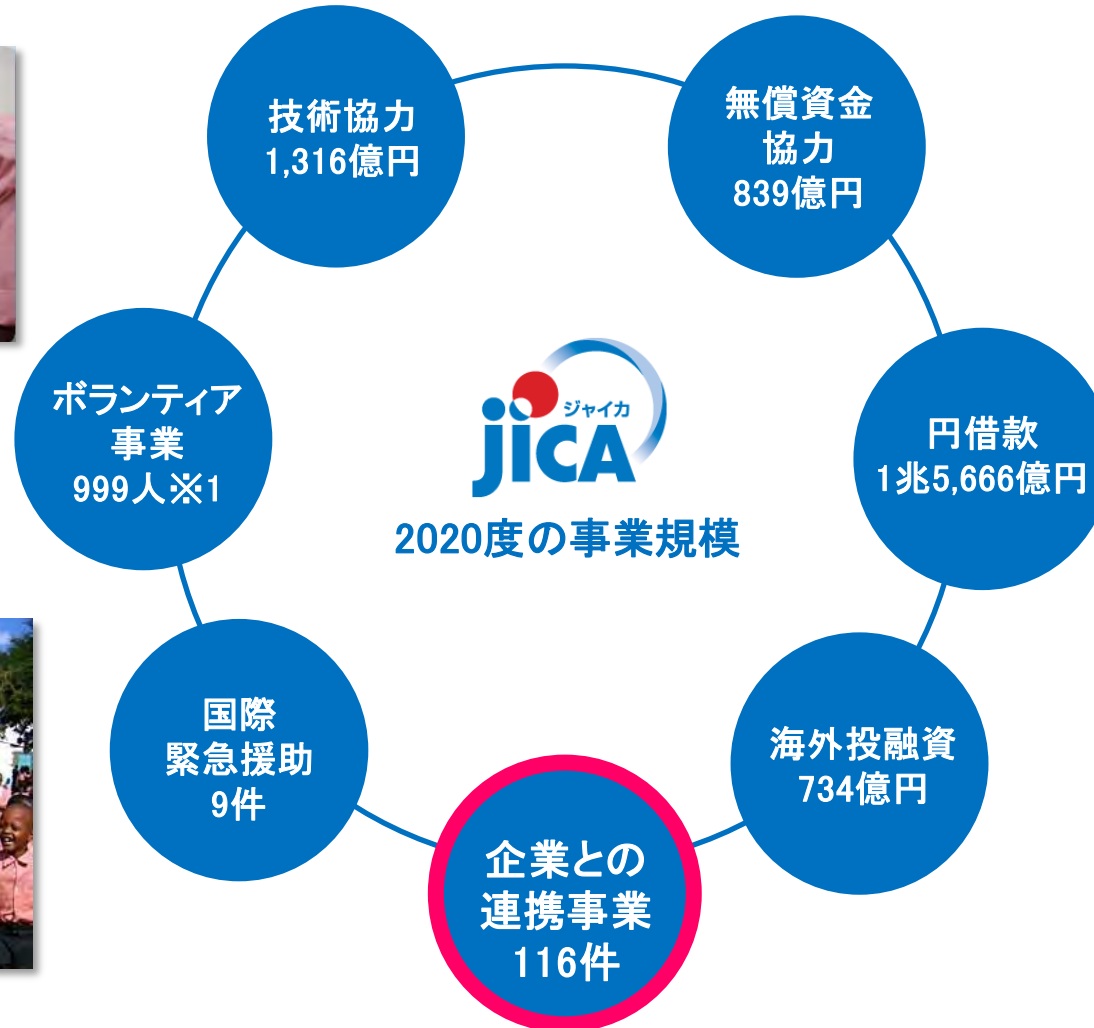 技術協力
1,316億円
無償資金
協力
839億円
ボランティア
事業
999人※1
ジャイカ
jICA
2020度の事業規模
円借款
1兆5,666億円
国際
緊急援助
9件
海外投融資
734億円
企業との
連携事業
116件